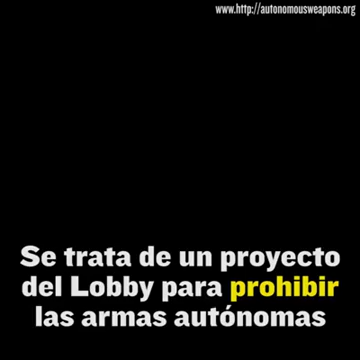 www.http://autonomousweapons.org
Se trata de un proyecto
del Lobby para prohibir
las armas autónomas